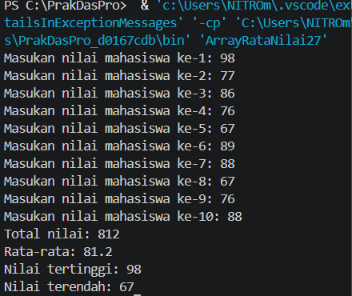 PS C:\PrakDasPro> & 'c:\Users\NITROm\.vscode\ex
tailsInExceptionMessages' '-cp' 'C:\Users\NITROm
s\PrakDasPro_d0167cdb\bin' 'ArrayRataNilai27'
Masukan nilai mahasiswa ke-1: 98
Masukan nilai mahasiswa ke-2: 77
Masukan nilai mahasiswa ke-3: 86
Masukan nilai mahasiswa ke-4: 76
Masukan nilai mahasiswa ke-5: 67
Masukan nilai mahasiswa ke-6: 89
Masukan nilai mahasiswa ke-7: 88
Masukan nilai mahasiswa ke-8: 67
Masukan nilai mahasiswa ke-9: 76
Masukan nilai mahasiswa ke-10: 88
Total nilai: 812
Rata-rata: 81.2
Nilai tertinggi: 98
Nilai terendah: 67